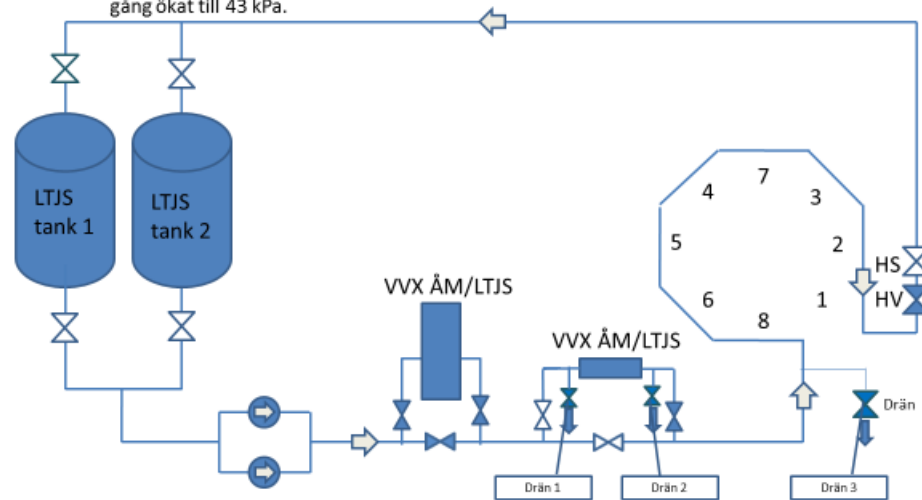 gång ökat till 43 kPa.
LTJS
tank 1
LTJS
tank 2
VVX ÅM/LTJS
VVX ÅM/LTJS
4
7
3
5
2
6
1
8
HS
HV
Drän
Drän 1
Drän 2
Drän 3